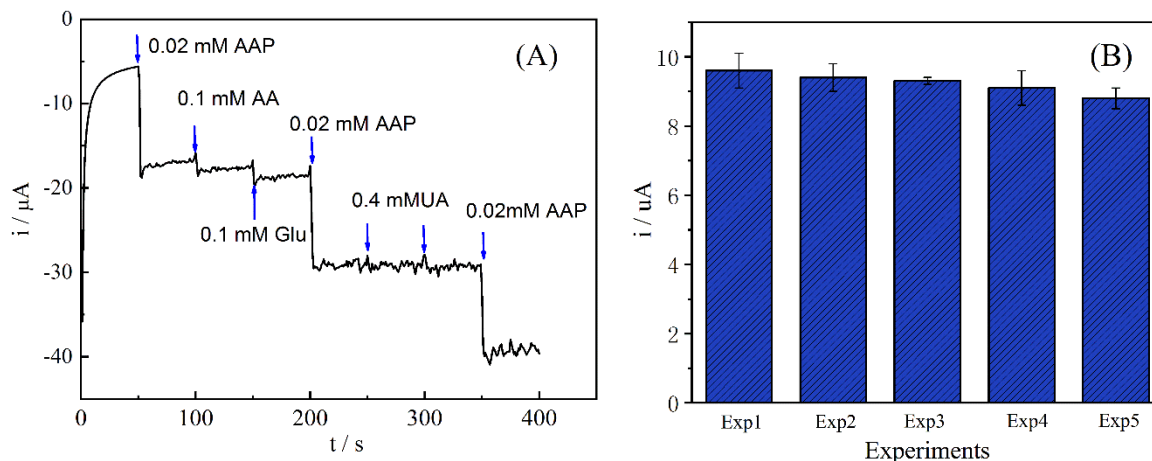 (A)
0.02 mM AAP
0.1 mM AA
0.02 mM AAP
0.4 mMUA
0.02mM AAP
0.1 mM Glu
i / μA
0
-10
-20
-30
-40
0
100
200
300
400
t / s
(B)
i / uA
10
8
6
4
2
0
Exp1
Exp2
Exp3
Exp4
Exp5
Experiments